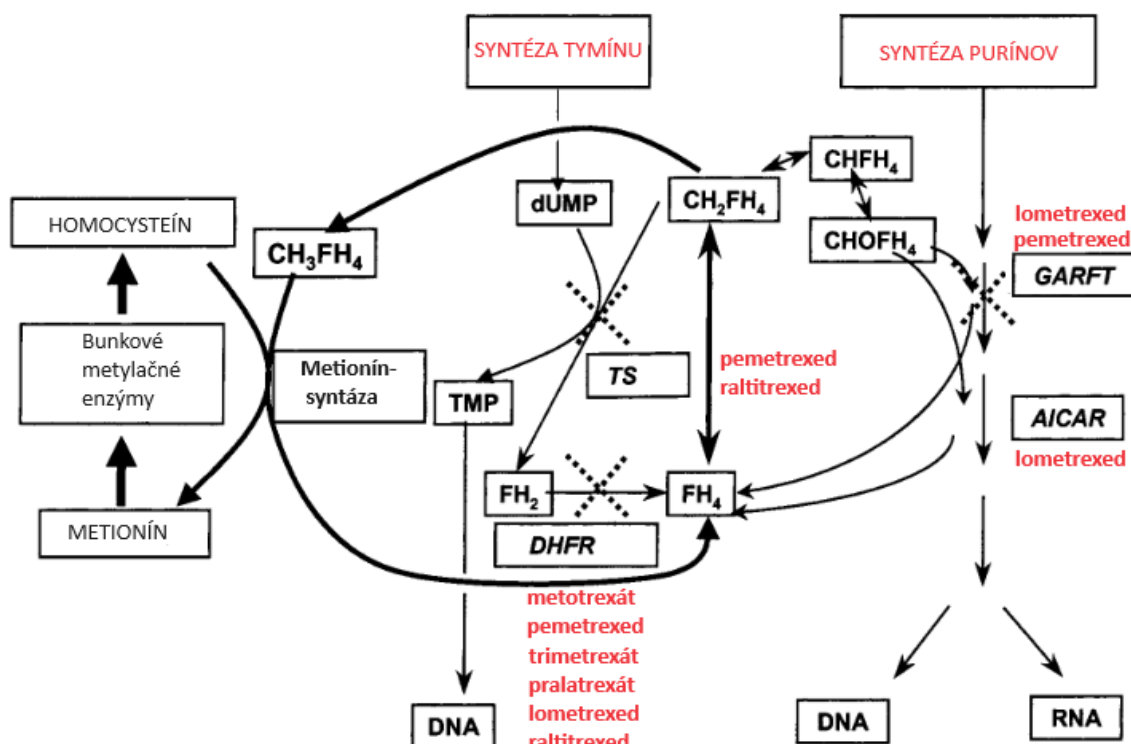 SYNTÉZA TYMÍNU
SYNTÉZA PURÍNOV
CHFH₄
dUMP
CH₂FH₄
HOMOCYSTEÍN
CH₃FH₄
CHOFH₄
lometrexed
pemetrexed
GARFT
Bunkové
metylačné
enzýmy
Metionín-
syntáza
TS
pemetrexed
raltitrexed
TMP
AICAR
lometrexed
FH₂
FH₄
METIONÍN
DHFR
metotrexát
pemetrexed
trimetrexát
pralatrexát
lometrexed
raltitrexed
DNA
DNA
RNA